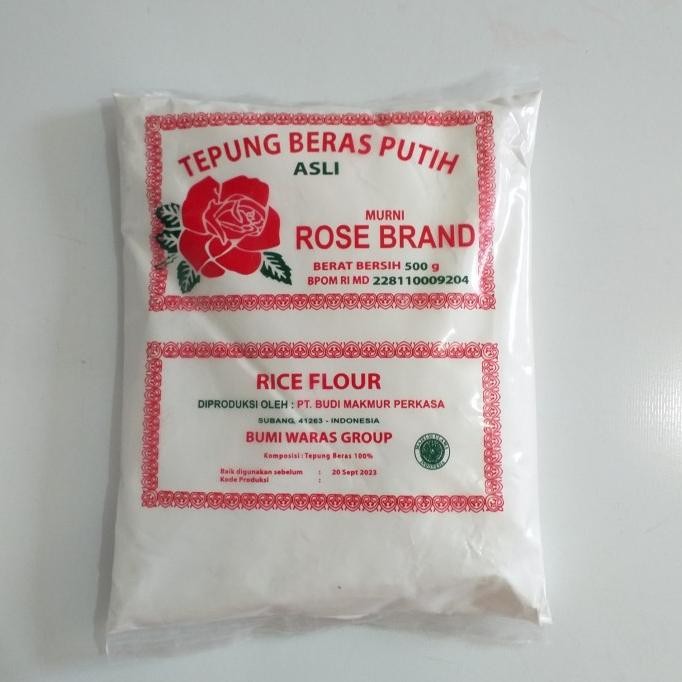 TEPUNG BERAS PUTIH
ASLI
MURNI
ROSE BRAND
BERAT BERSIH 500 g
BPOM RI MD 228110009204
RICE FLOUR
DIPRODUKSI OLEH : PT. BUDI MAKMUR PERKASA
SUBANG, 41263 - INDONESIA
BUMI WARAS GROUP
Komposisi : Tepung Beras 100%
Baik digunakan sebelum : 20 Sept 2023
Kode Produksi :